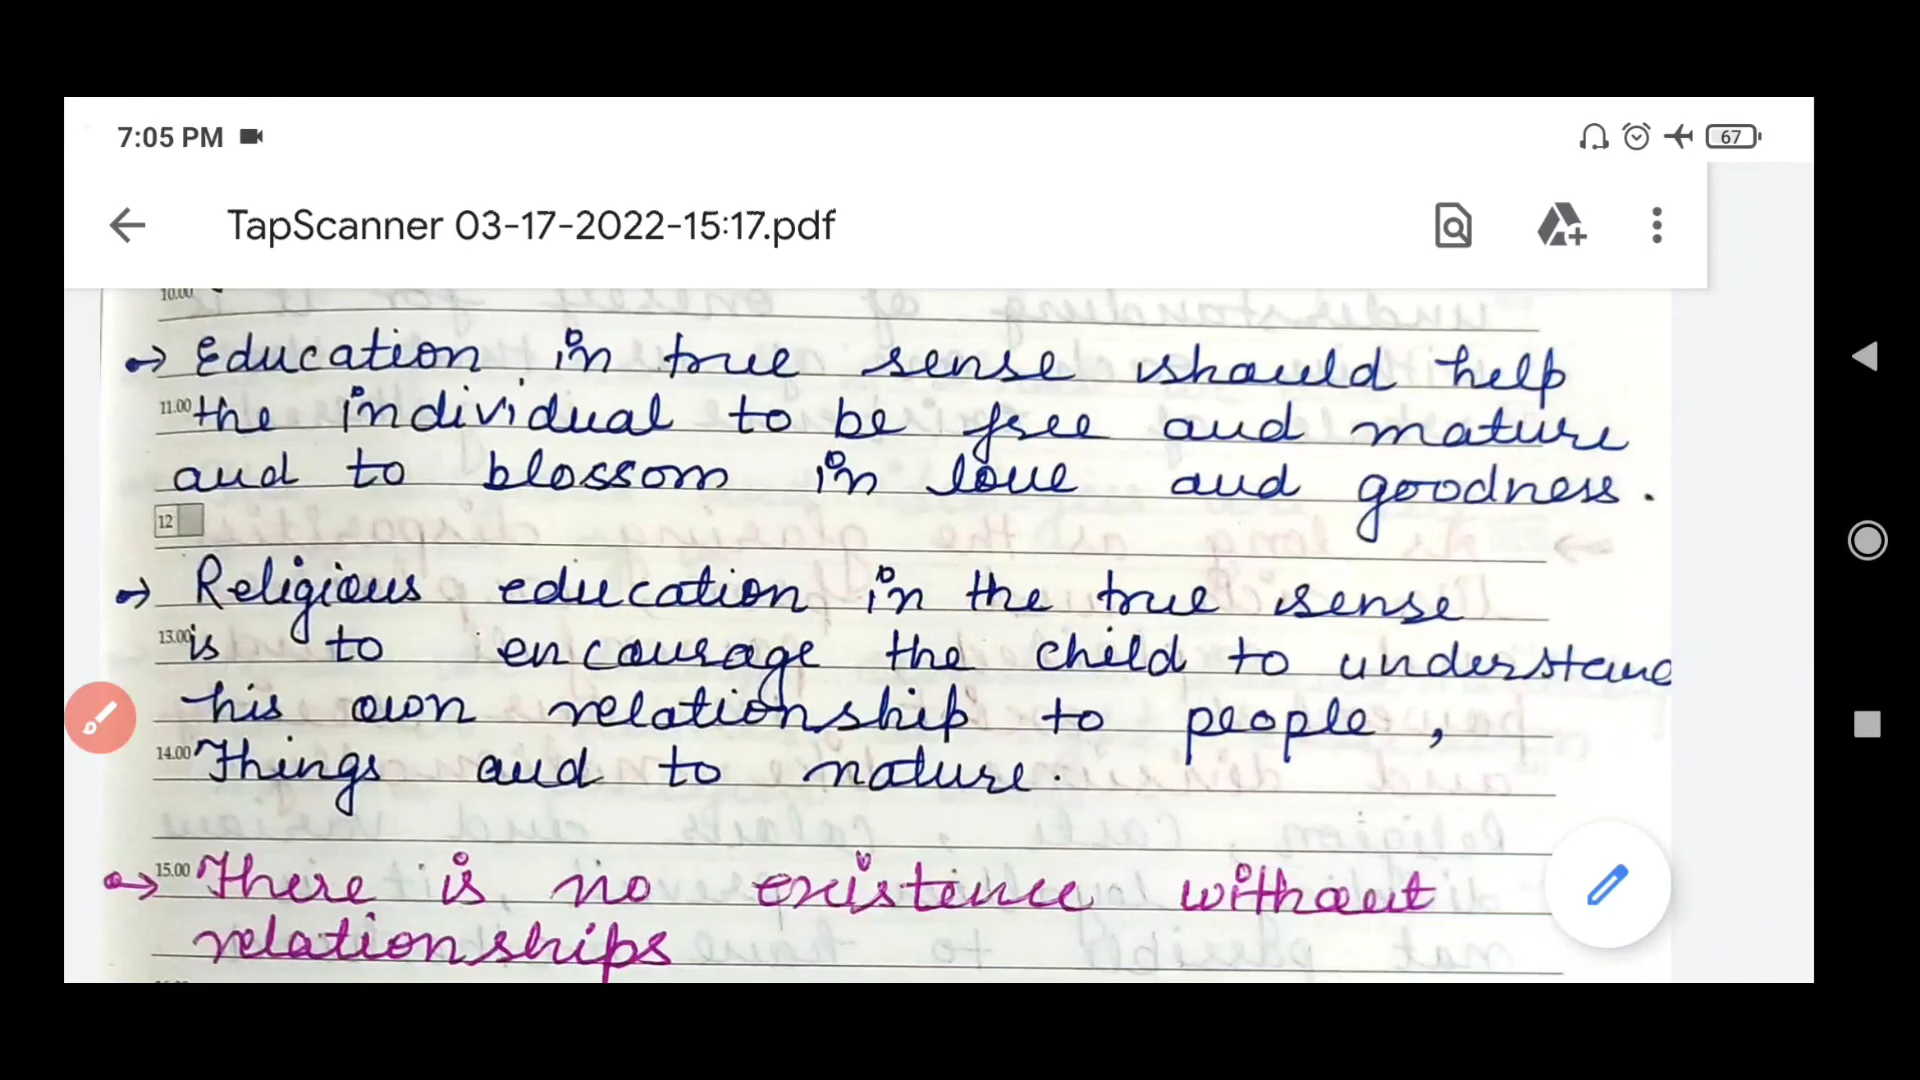 7:05 PM
67
TapScanner 03-17-2022-15:17.pdf
10.00
→ Education in true sense should help
11.00 the individual to be free and mature
and to blossom in love and goodness.
12
→ Religious education in the true sense
13.00 is to encourage the child to understand
his own relationship to people,
14.00 Things and to nature.
15.00 → There is no existence without
relationships